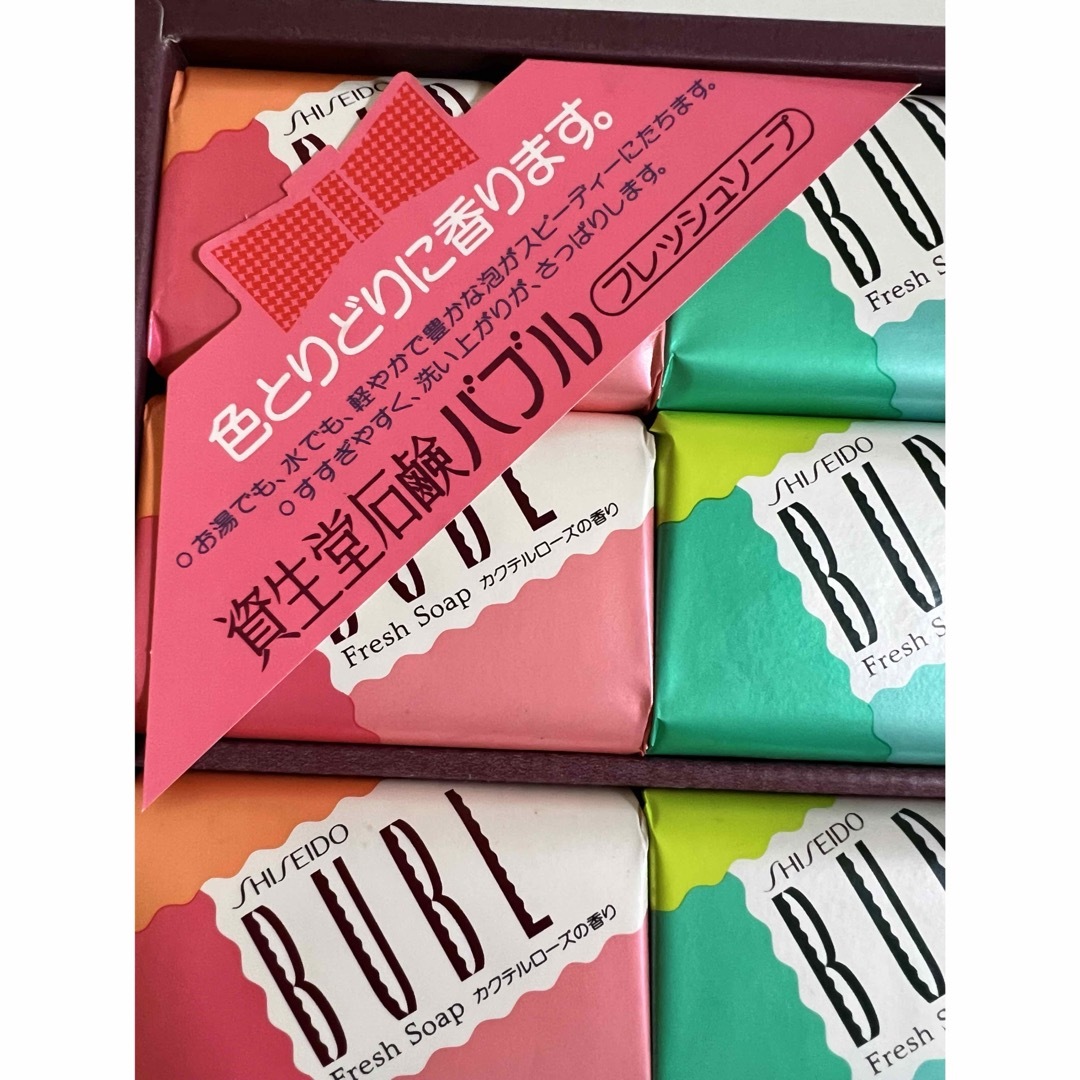 色とりどりに香ります。
○お湯でも、水でも、軽やかで豊かな泡がスピーディーにたちます。
○すすぎやすく、洗い上がりが、さっぱりします。
資生堂石鹸バブル
フレッシュソープ
SHISEIDO
Fresh S
Fresh Soap カクテルローズの香り
SHISEIDO
BUB
Fresh S
SHISEIDO
BUBL
Fresh Soap カクテルローズの香り
SHISEIDO
BUB
Fresh S